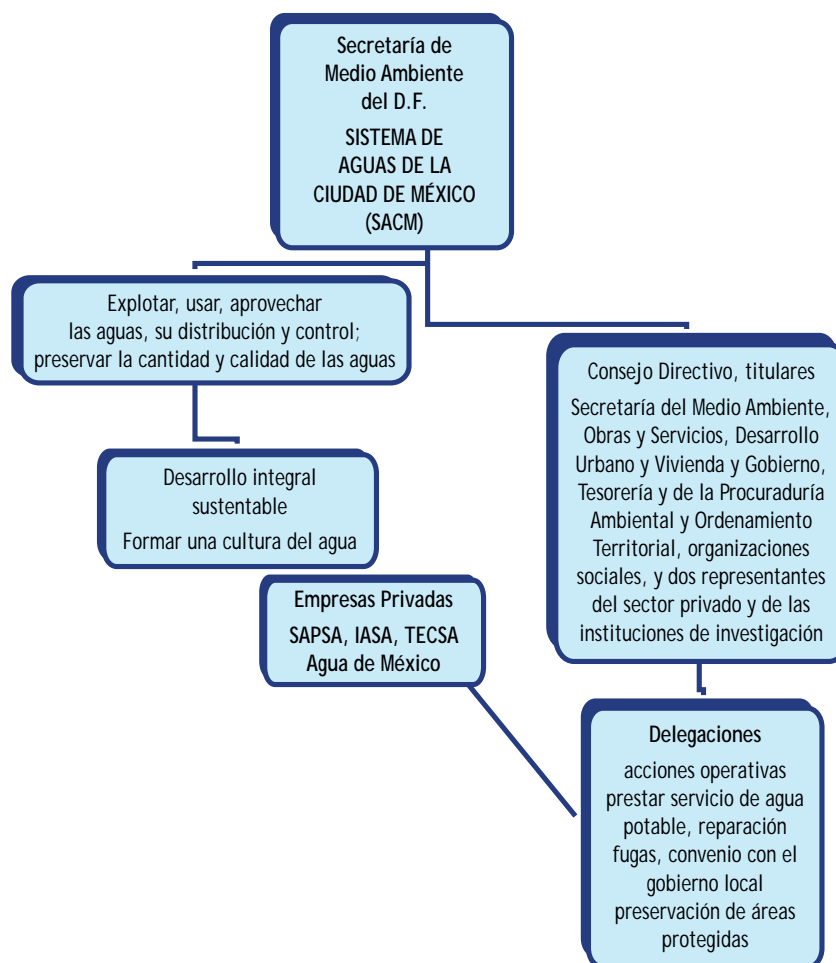 Secretaría de
Medio Ambiente
del D.F.
SISTEMA DE
AGUAS DE LA
CIUDAD DE MÉXICO
(SACM)
Explotar, usar, aprovechar
las aguas, su distribución y control;
preservar la cantidad y calidad de las aguas
Desarrollo integral
sustentable
Formar una cultura del agua
Consejo Directivo, titulares
Secretaría del Medio Ambiente,
Obras y Servicios, Desarrollo
Urbano y Vivienda y Gobierno,
Tesorería y de la Procuraduría
Ambiental y Ordenamiento
Territorial, organizaciones
sociales, y dos representantes
del sector privado y de las
instituciones de investigación
Empresas Privadas
SAPSA, IASA, TECSA
Agua de México
Delegaciones
acciones operativas
prestar servicio de agua
potable, reparación
fugas, convenio con el
gobierno local
preservación de áreas
protegidas